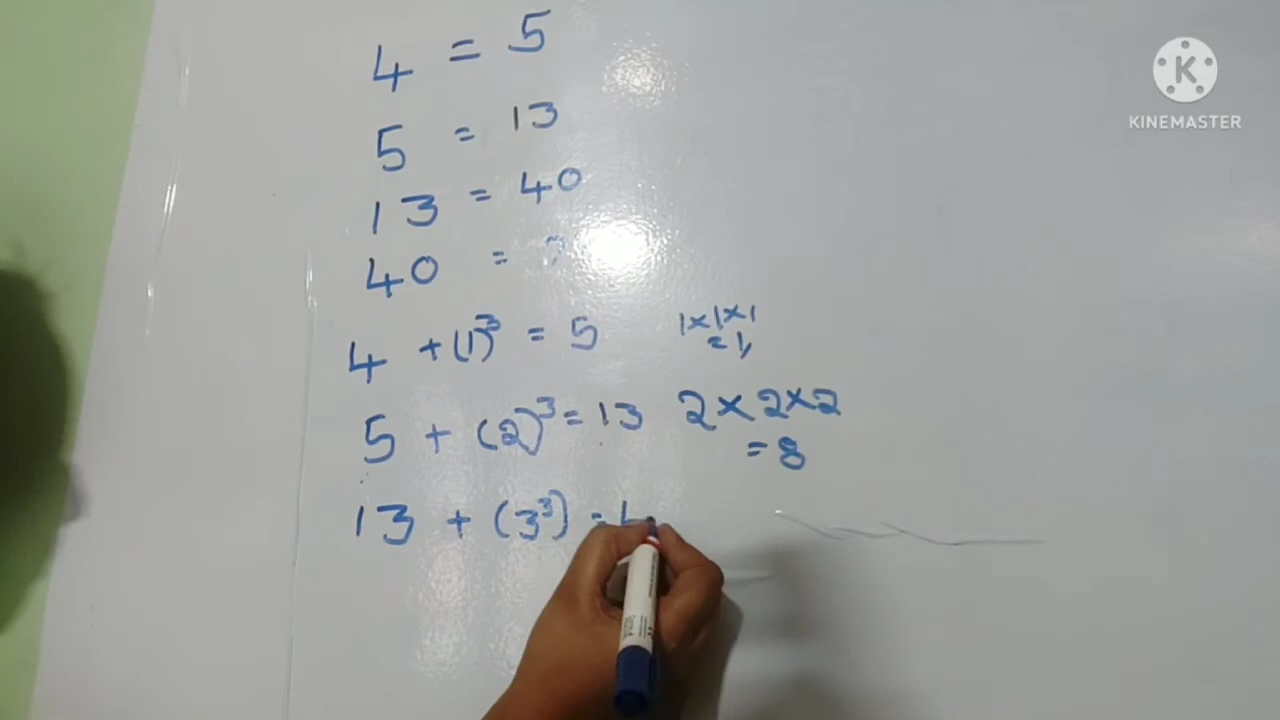 4 = 5
5 = 13
13 = 40
40 = ?
4 + (1)³ = 5 1×1×1
= 1,
5 + (2)³ = 13 2×2×2
= 8
13 + (3³) = 4
K
KINEMASTER